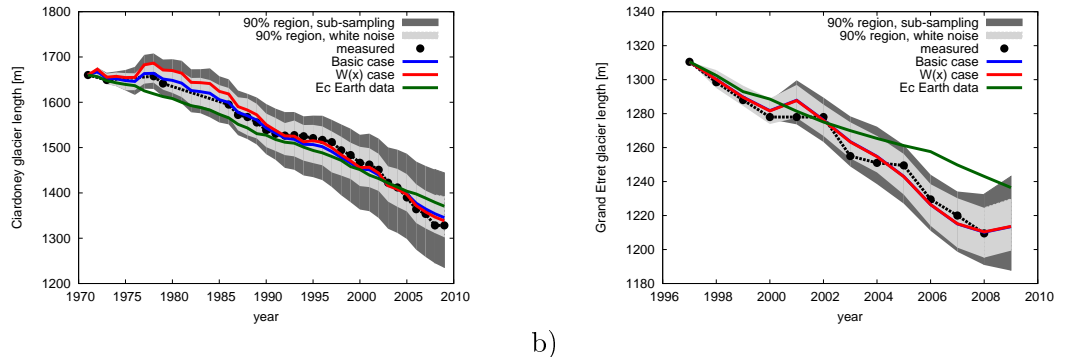 1800
1700
1600
1500
1400
1300
1200
1970
1975
1980
1985
1990
1995
2000
2005
2010
Ciardoney glacier length [m]
year
90% region, sub-sampling
90% region, white noise
measured
Basic case
W(x) case
Ec Earth data
1340
1320
1300
1280
1260
1240
1220
1200
1180
1996
1998
2000
2002
2004
2006
2008
2010
Grand Etret glacier length [m]
year
90% region, sub-sampling
90% region, white noise
measured
Basic case
W(x) case
Ec Earth data
b)